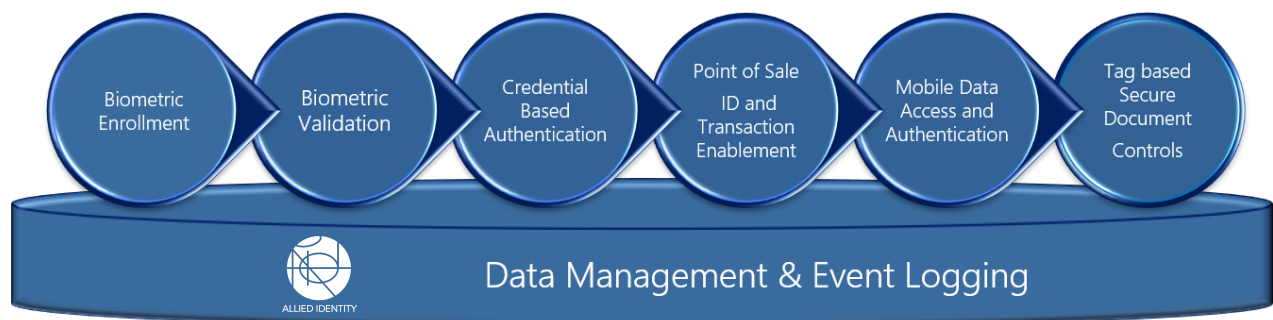 Biometric
Enrollment
Biometric
Validation
Credential
Based
Authentication
Point of Sale
ID and
Transaction
Enablement
Mobile Data
Access and
Authentication
Tag based
Secure
Document
Controls
ALLIED IDENTITY
Data Management & Event Logging